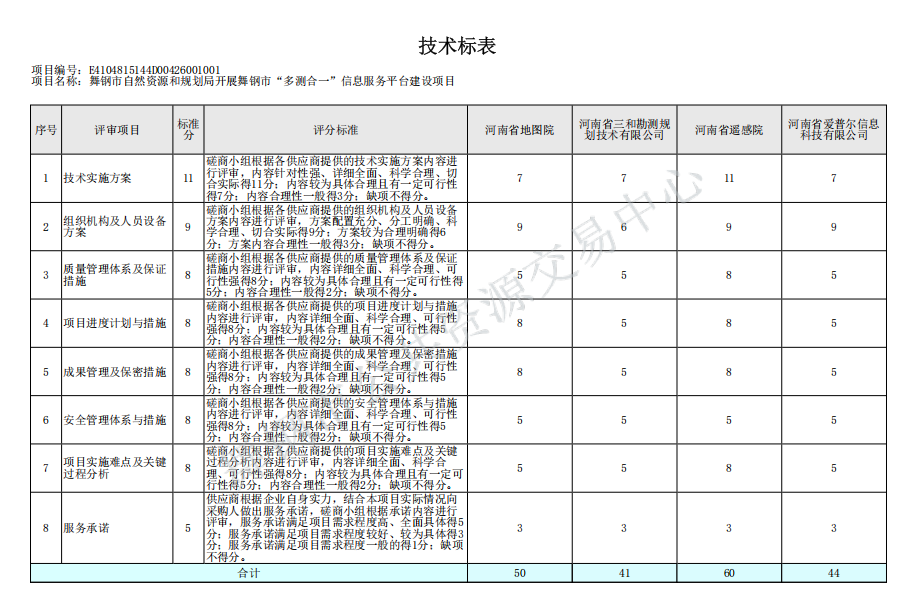 技术标表
项目编号：E4104815144D00426001001
项目名称：舞钢市自然资源和规划局开展舞钢市“多测合一”信息服务平台建设项目
序号 评审项目 标准分 评分标准 河南省地图院 河南省三和勘测规划技术有限公司 河南省遥感院 河南省爱普尔信息科技有限公司
1 技术实施方案 11 磋商小组根据各供应商提供的技术实施方案内容进
行评审，内容针对性强、详细全面、科学合理、切
合实际得11分；内容较为具体合理且有一定可行性
得7分；内容合理性一般得3分；缺项不得分。 7 7 11 7
2 组织机构及人员设备方案 9 磋商小组根据各供应商提供的组织机构及人员设备
方案内容进行评审，方案配置充分、分工明确、科
学合理、切合实际得9分；方案较为合理明确得6
分；方案内容合理性一般得3分；缺项不得分。 9 6 9 9
3 质量管理体系及保证措施 8 磋商小组根据各供应商提供的质量管理体系及保证
措施内容进行评审，内容详细全面、科学合理、可
行性强得8分；内容较为具体合理且有一定可行性得
5分；内容合理性一般得2分；缺项不得分。 5 5 8 5
4 项目进度计划与措施 8 磋商小组根据各供应商提供的项目进度计划与措施
内容进行评审，内容详细全面、科学合理、可行性
强得8分；内容较为具体合理且有一定可行性得5
分；内容合理性一般得2分；缺项不得分。 8 5 8 5
5 成果管理及保密措施 8 磋商小组根据各供应商提供的成果管理及保密措施
内容进行评审，内容详细全面、科学合理、可行性
强得8分；内容较为具体合理且有一定可行性得5
分；内容合理性一般得2分；缺项不得分。 8 5 8 5
6 安全管理体系与措施 8 磋商小组根据各供应商提供的安全管理体系与措施
内容进行评审，内容详细全面、科学合理、可行性
强得8分；内容较为具体合理且有一定可行性得5
分；内容合理性一般得2分；缺项不得分。 5 5 5 5
7 项目实施难点及关键过程分析 8 磋商小组根据各供应商提供的项目实施难点及关键
过程分析内容进行评审，内容详细全面、科学合
理、可行性强得8分；内容较为具体合理且有一定可
行性得5分；内容合理性一般得2分；缺项不得分。 5 5 8 5
8 服务承诺 5 供应商根据企业自身实力，结合本项目实际情况向
采购人做出服务承诺，磋商小组根据承诺内容进行
评审，服务承诺满足项目需求程度高、全面具体得5
分；服务承诺满足项目需求程度较好、较为具体得3
分；服务承诺满足项目需求程度一般的得1分；缺项
不得分。 3 3 3 3
合计 50 41 60 44
资源交易中心